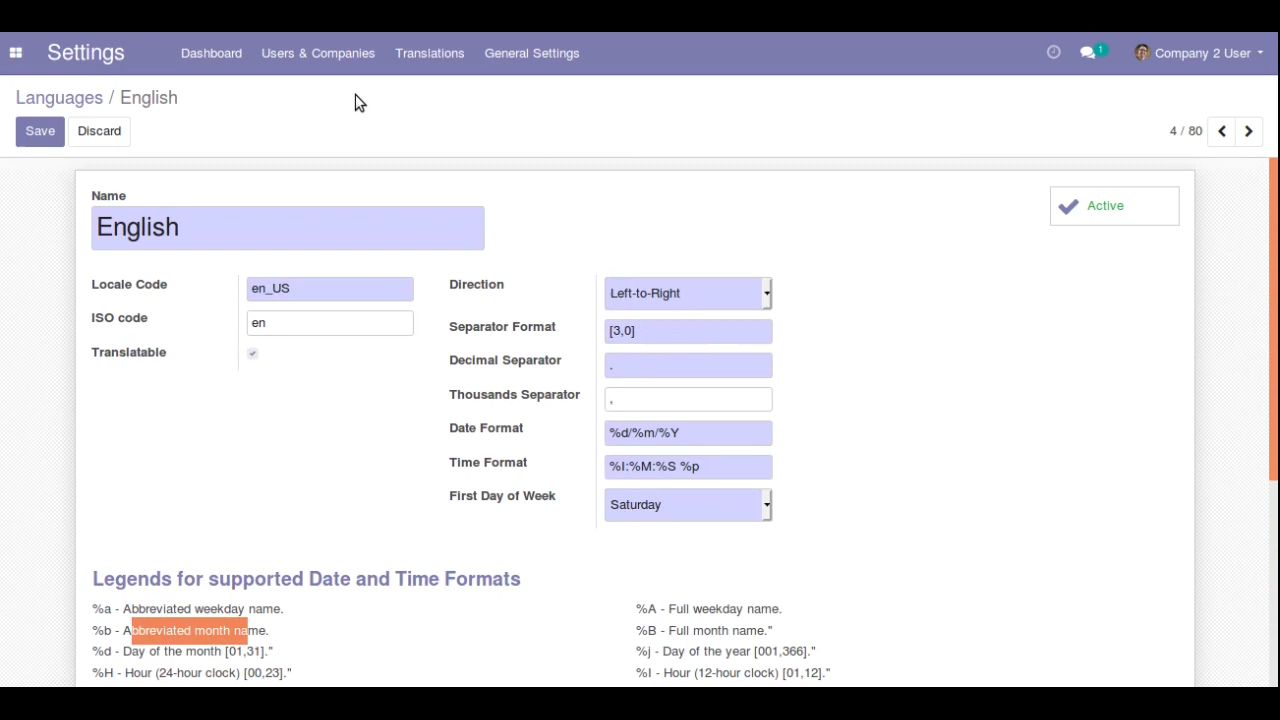 Settings Dashboard Users & Companies Translations General Settings 1 Company 2 User
Languages / English
Save Discard 4 / 80
Name
English
Active
Locale Code en_US
ISO code en
Translatable
Direction Left-to-Right
Separator Format [3,0]
Decimal Separator .
Thousands Separator ,
Date Format %d/%m/%Y
Time Format %I:%M:%S %p
First Day of Week Saturday
Legends for supported Date and Time Formats
%a - Abbreviated weekday name. %A - Full weekday name.
%b - Abbreviated month name. %B - Full month name."
%d - Day of the month [01,31]." %j - Day of the year [001,366]."
%H - Hour (24-hour clock) [00,23]." %I - Hour (12-hour clock) [01,12]."